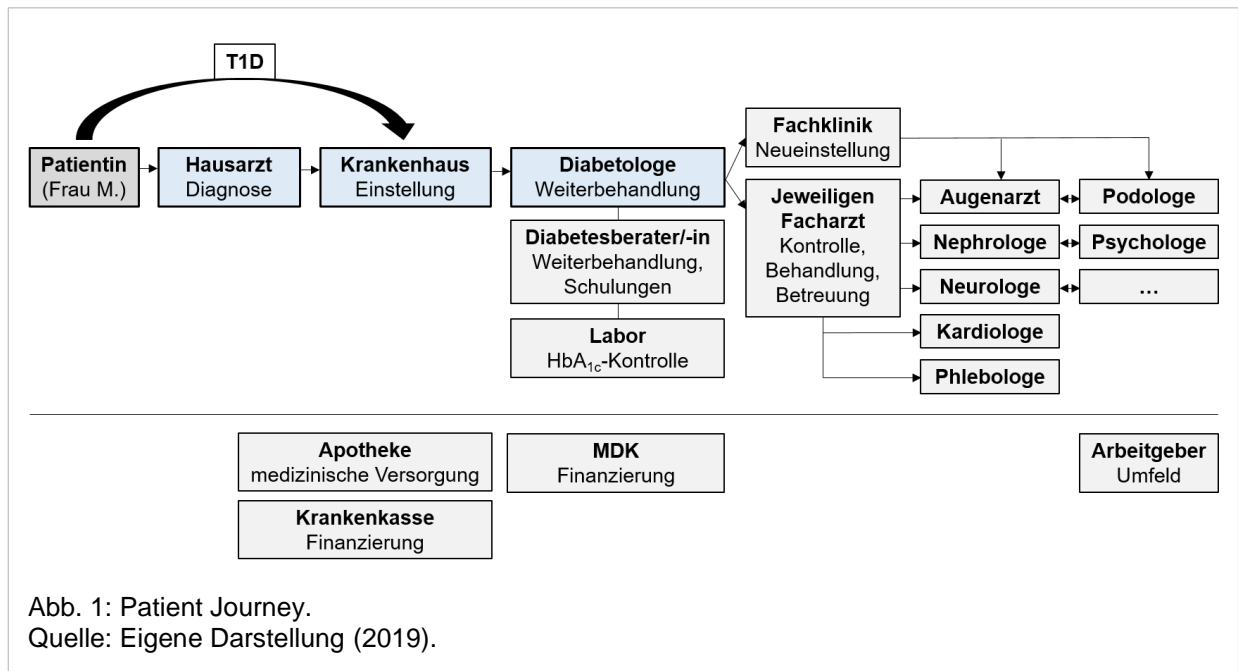 T1D
Patientin
(Frau M.)
Hausarzt
Diagnose
Krankenhaus
Einstellung
Diabetologe
Weiterbehandlung
Diabetesberater/-in
Weiterbehandlung,
Schulungen
Labor
HbA1c-Kontrolle
Fachklinik
Neueinstellung
Jeweiligen
Facharzt
Kontrolle,
Behandlung,
Betreuung
Augenarzt
Podologe
Nephrologe
Psychologe
Neurologe
...
Kardiologe
Phlebologe
Apotheke
medizinische Versorgung
Krankenkasse
Finanzierung
MDK
Finanzierung
Arbeitgeber
Umfeld
Abb. 1: Patient Journey.
Quelle: Eigene Darstellung (2019).